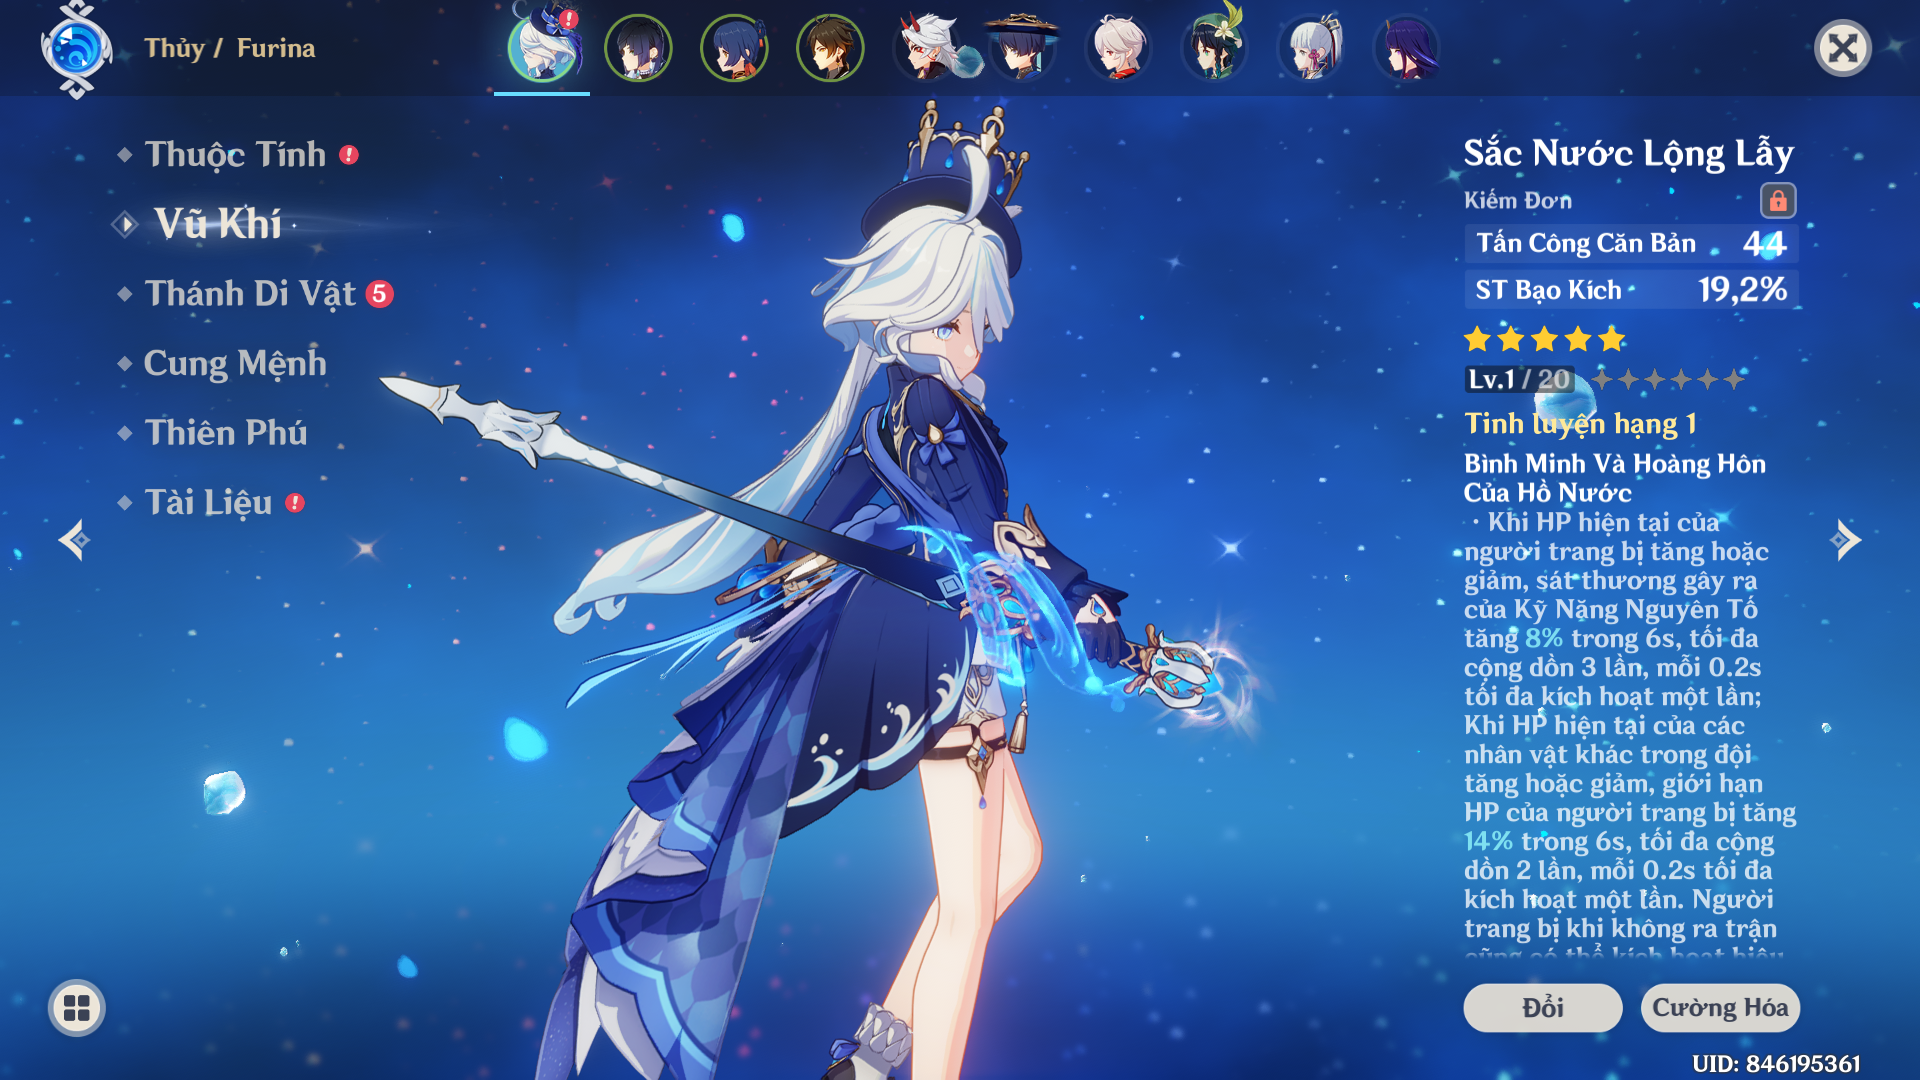 Thủy / Furina
Thuộc Tính
Vũ Khí
Thánh Di Vật 5
Cung Mệnh
Thiên Phú
Tài Liệu
Sắc Nước Lộng Lẫy
Kiếm Đơn
Tấn Công Căn Bản 44
ST Bạo Kích 19,2%
Lv.1 / 20
Tinh luyện hạng 1
Bình Minh Và Hoàng Hôn
Của Hồ Nước
· Khi HP hiện tại của
người trang bị tăng hoặc
giảm, sát thương gây ra
của Kỹ Năng Nguyên Tố
tăng 8% trong 6s, tối đa
cộng dồn 3 lần, mỗi 0.2s
tối đa kích hoạt một lần;
Khi HP hiện tại của các
nhân vật khác trong đội
tăng hoặc giảm, giới hạn
HP của người trang bị tăng
14% trong 6s, tối đa cộng
dồn 2 lần, mỗi 0.2s tối đa
kích hoạt một lần. Người
trang bị khi không ra trận
cũng có thể kích hoạt hiệu
Đổi
Cường Hóa
UID: 846195361